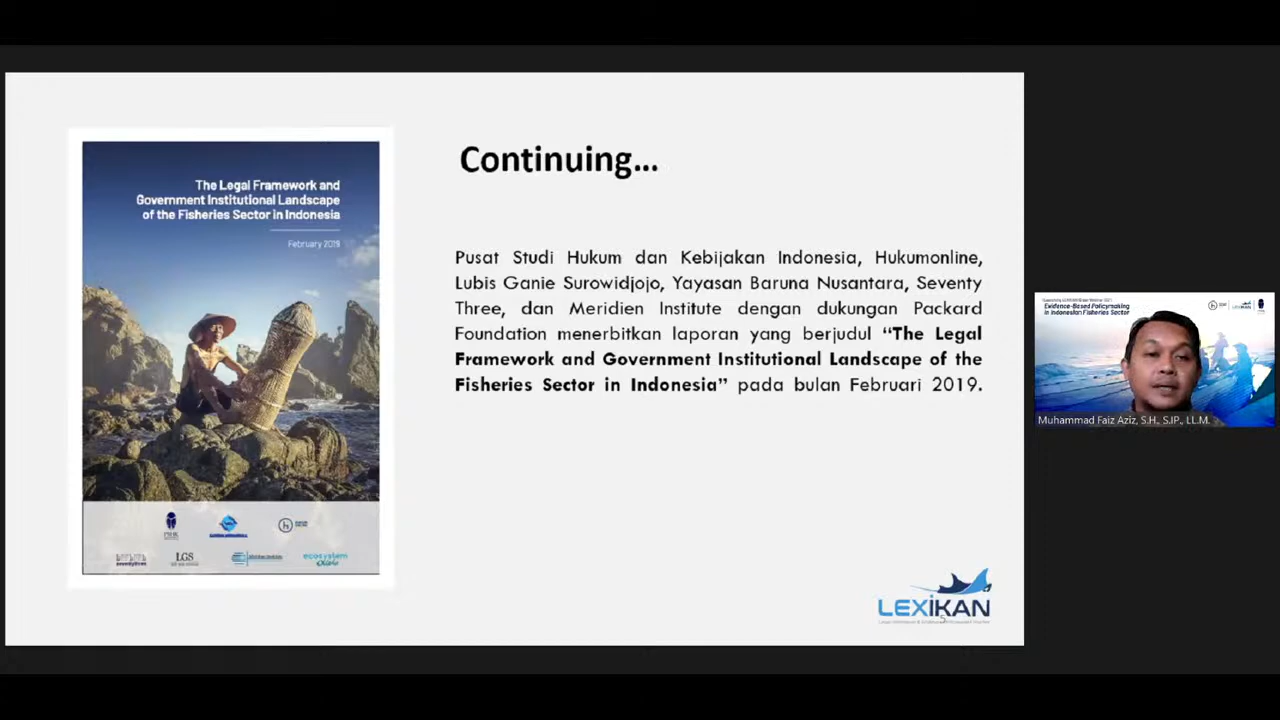 The Legal Framework and
Government Institutional Landscape
of the Fisheries Sector in Indonesia
February 2019
LGS
ecosystem
Continuing...
Pusat Studi Hukum dan Kebijakan Indonesia, Hukumonline,
Lubis Ganie Surowidjojo, Yayasan Baruna Nusantara, Seventy
Three, dan Meridien Institute dengan dukungan Packard
Foundation menerbitkan laporan yang berjudul “The Legal
Framework and Government Institutional Landscape of the
Fisheries Sector in Indonesia” pada bulan Februari 2019.
LEXIKAN
5
Evidence-Based Policymaking
in Indonesian Fisheries Sector
Muhammad Faiz Aziz, S.H., S.IP., LL.M.